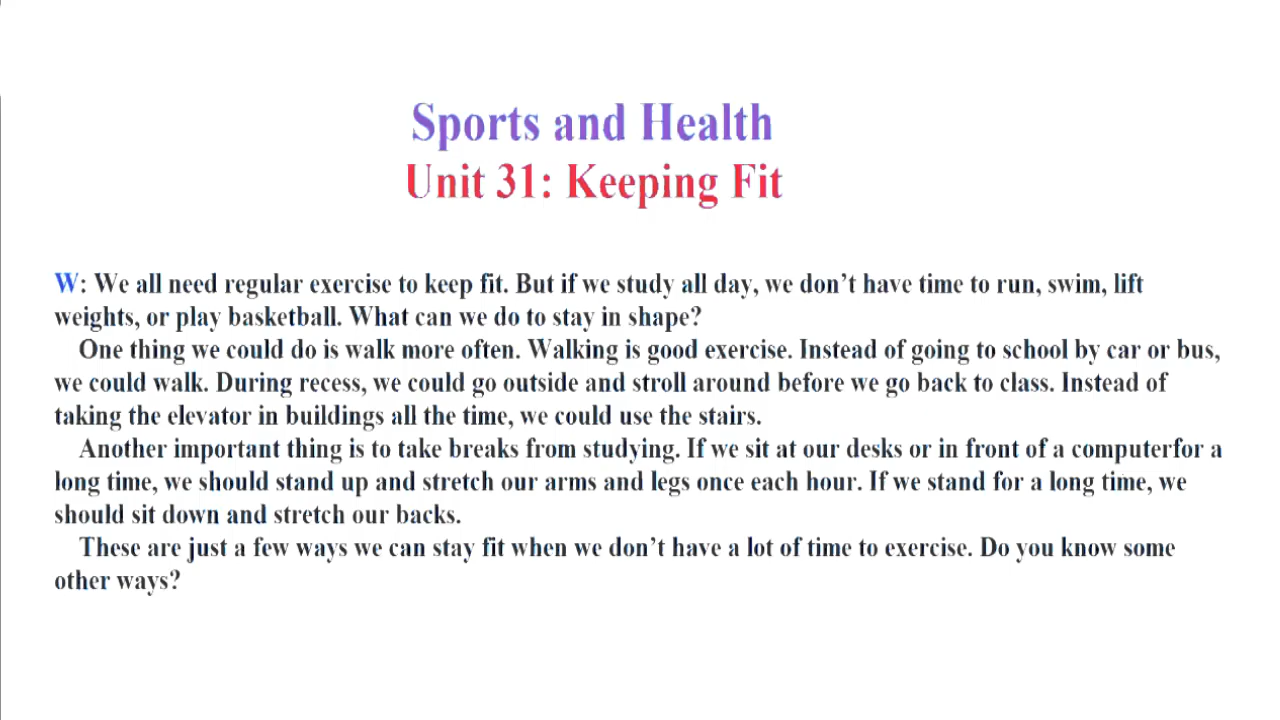 Sports and Health
Unit 31: Keeping Fit
W: We all need regular exercise to keep fit. But if we study all day, we don’t have time to run, swim, lift
weights, or play basketball. What can we do to stay in shape?
One thing we could do is walk more often. Walking is good exercise. Instead of going to school by car or bus,
we could walk. During recess, we could go outside and stroll around before we go back to class. Instead of
taking the elevator in buildings all the time, we could use the stairs.
Another important thing is to take breaks from studying. If we sit at our desks or in front of a computerfor a
long time, we should stand up and stretch our arms and legs once each hour. If we stand for a long time, we
should sit down and stretch our backs.
These are just a few ways we can stay fit when we don’t have a lot of time to exercise. Do you know some
other ways?